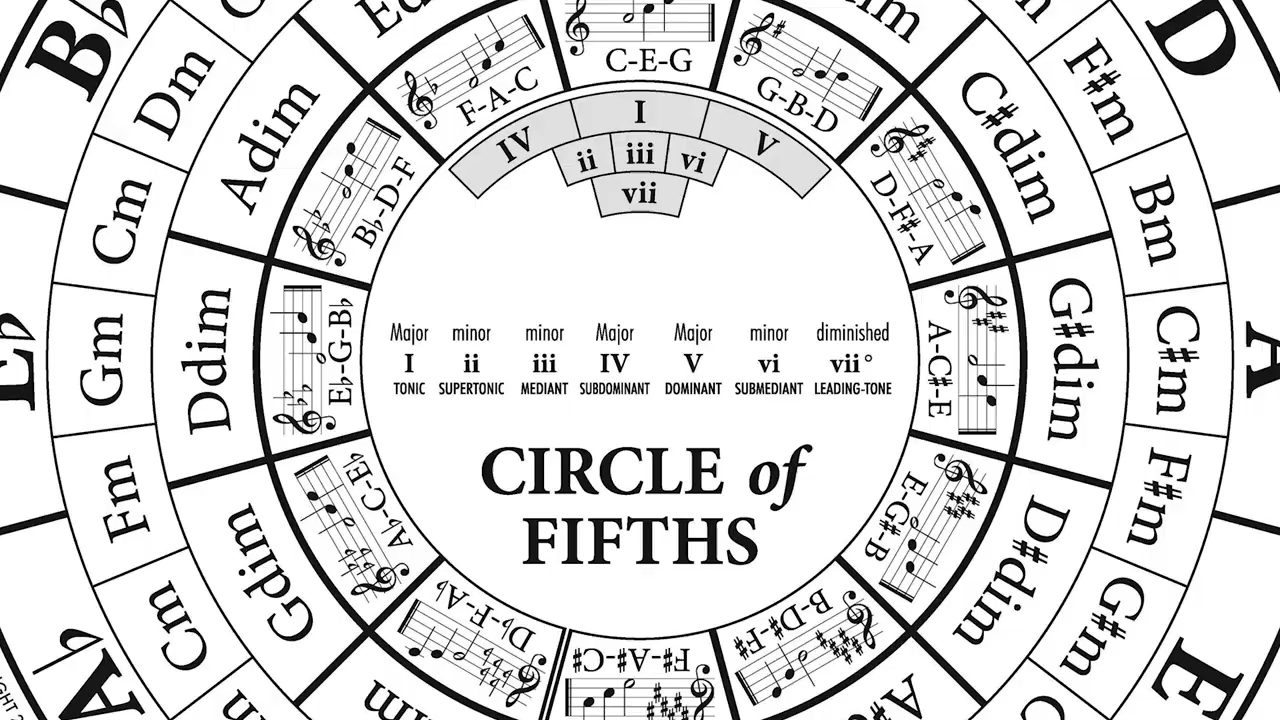 B♭
D
Dm
F♯m
C-E-G
F-A-C
G-B-D
Adim
C♯dim
IV
I
V
ii
iii
vi
vii
B♭-D-F
D-F♯-A
Cm
Bm
E♭
Gm
Ddim
E♭-G-B♭
A-C♯-E
G♯dim
C♯m
A
Major minor minor Major Major minor diminished
I ii iii IV V vi vii°
TONIC SUPERTONIC MEDIANT SUBDOMINANT DOMINANT SUBMEDIANT LEADING-TONE
CIRCLE of
FIFTHS
Fm
Gdim
A♭-C-E♭
E-G♯-B
D♯dim
F♯m
Cm
G♯m
A♭
E
D♭-F-A♭
F♯-A♯-C♯
B-D♯-F♯